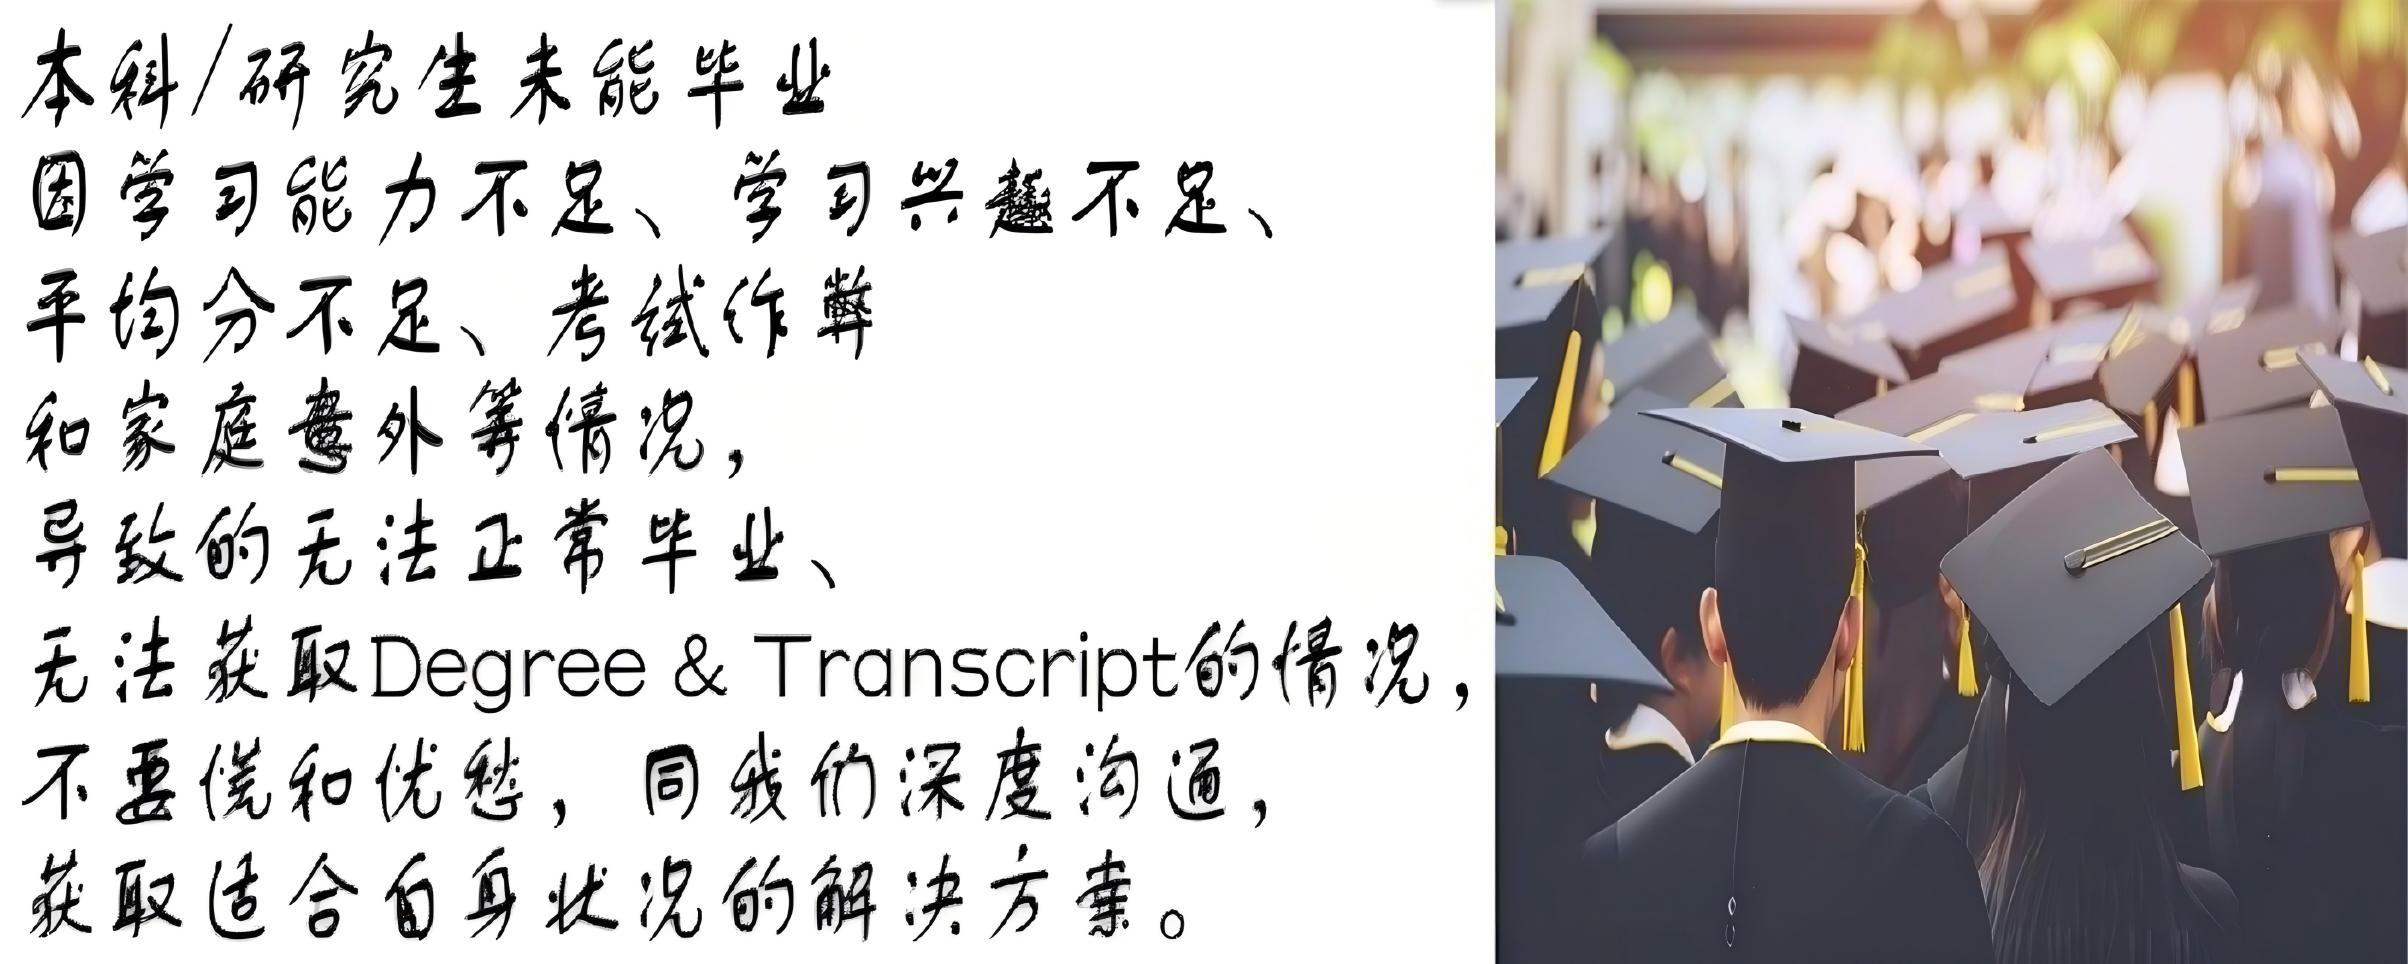 本科/研究生未能毕业
因学习能力不足、学习兴趣不足、
平均分不足、考试作弊
和家庭意外等情况，
导致的无法正常毕业、
无法获取Degree & Transcript的情况，
不要慌和忧愁，同我们深度沟通，
获取适合自身状况的解决方案。